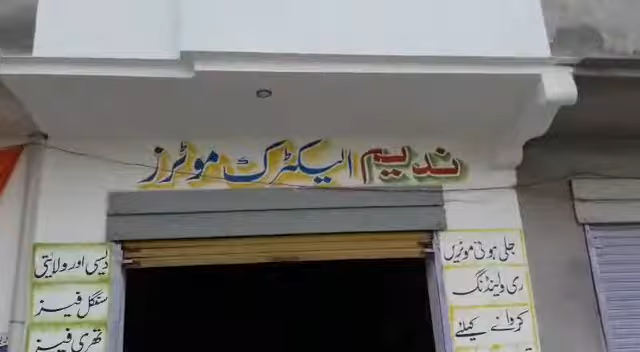 ندیم الیکٹرک موٹرز
جلی ہوئی موٹریں
ری وائنڈنگ
کروانے کیلئے
دیسی اور ولایتی
سنگل فیز
تھری فیز